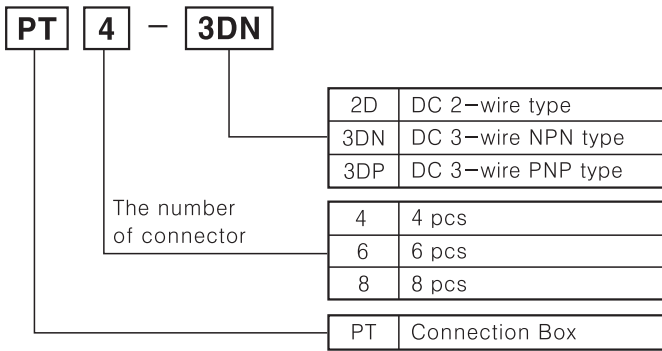 PT 4 - 3DN
2D DC 2-wire type
3DN DC 3-wire NPN type
3DP DC 3-wire PNP type
The number
of connector
4 4 pcs
6 6 pcs
8 8 pcs
PT Connection Box